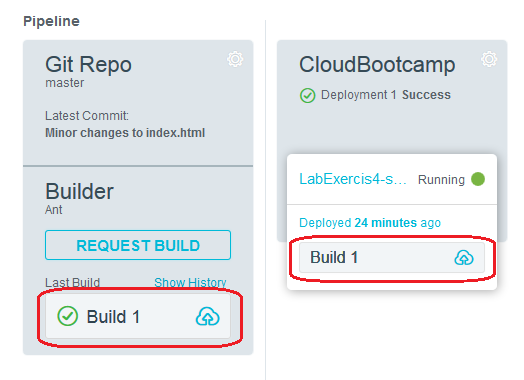 Pipeline
Git Repo
master
Latest Commit:
Minor changes to index.html
Builder
Ant
REQUEST BUILD
Last Build Show History
Build 1
CloudBootcamp
Deployment 1 Success
LabExercis4-s... Running
Deployed 24 minutes ago
Build 1